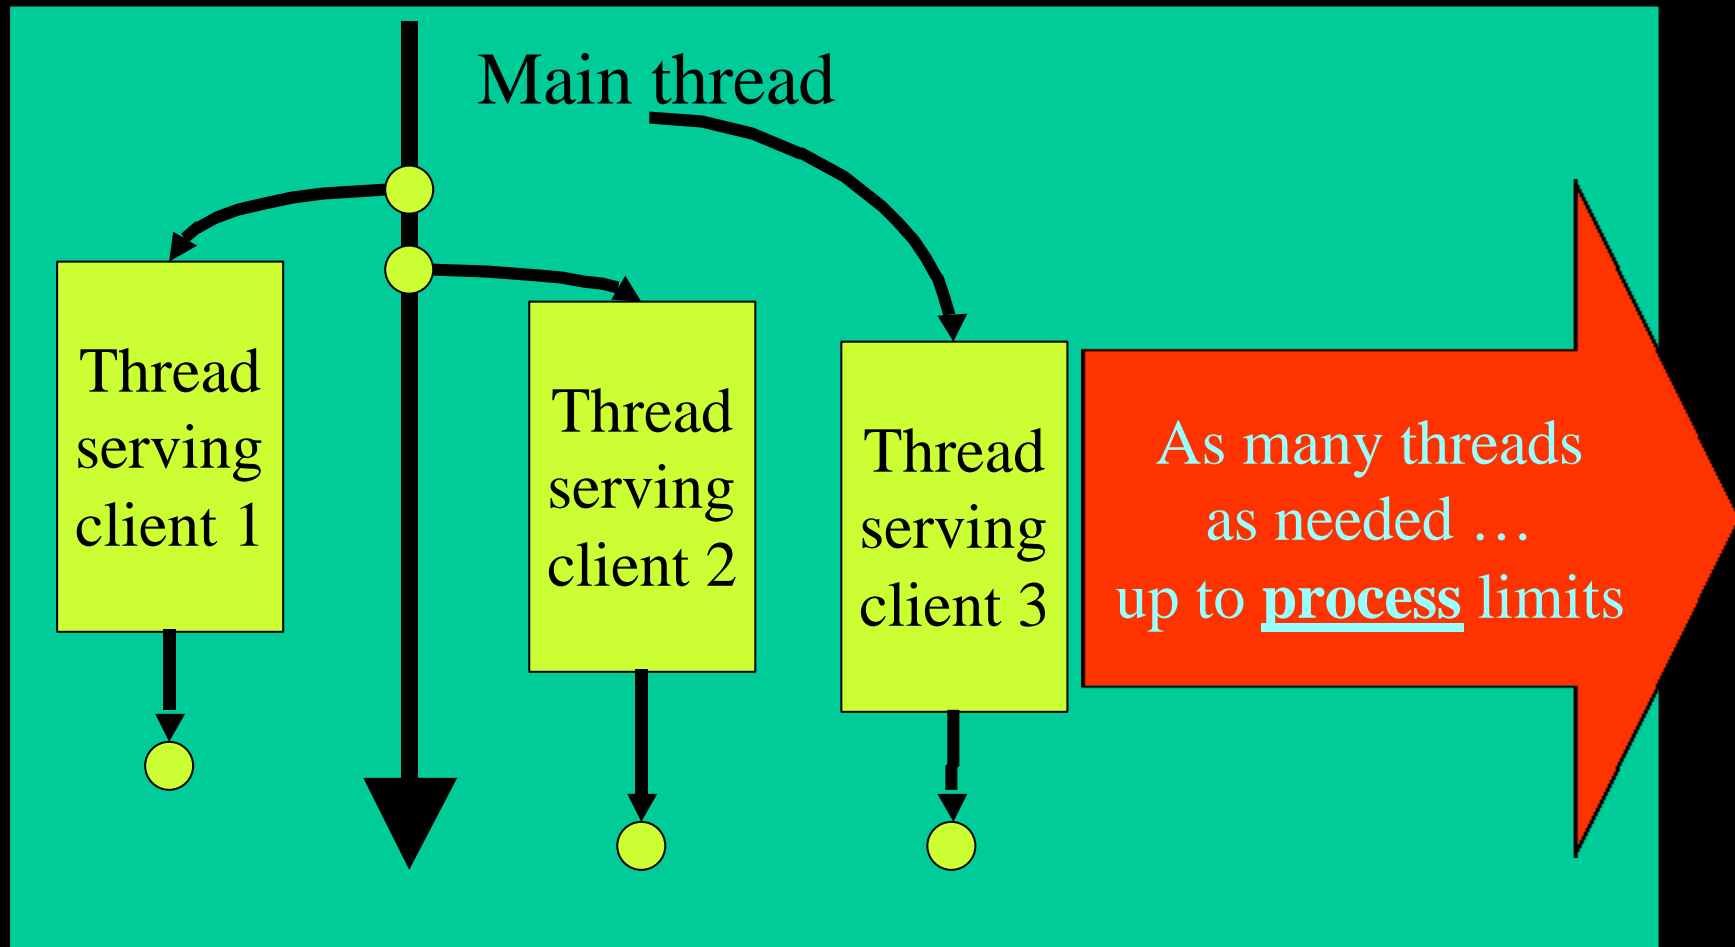 Main thread
Thread
serving
client 1
Thread
serving
client 2
Thread
serving
client 3
As many threads
as needed …
up to process limits